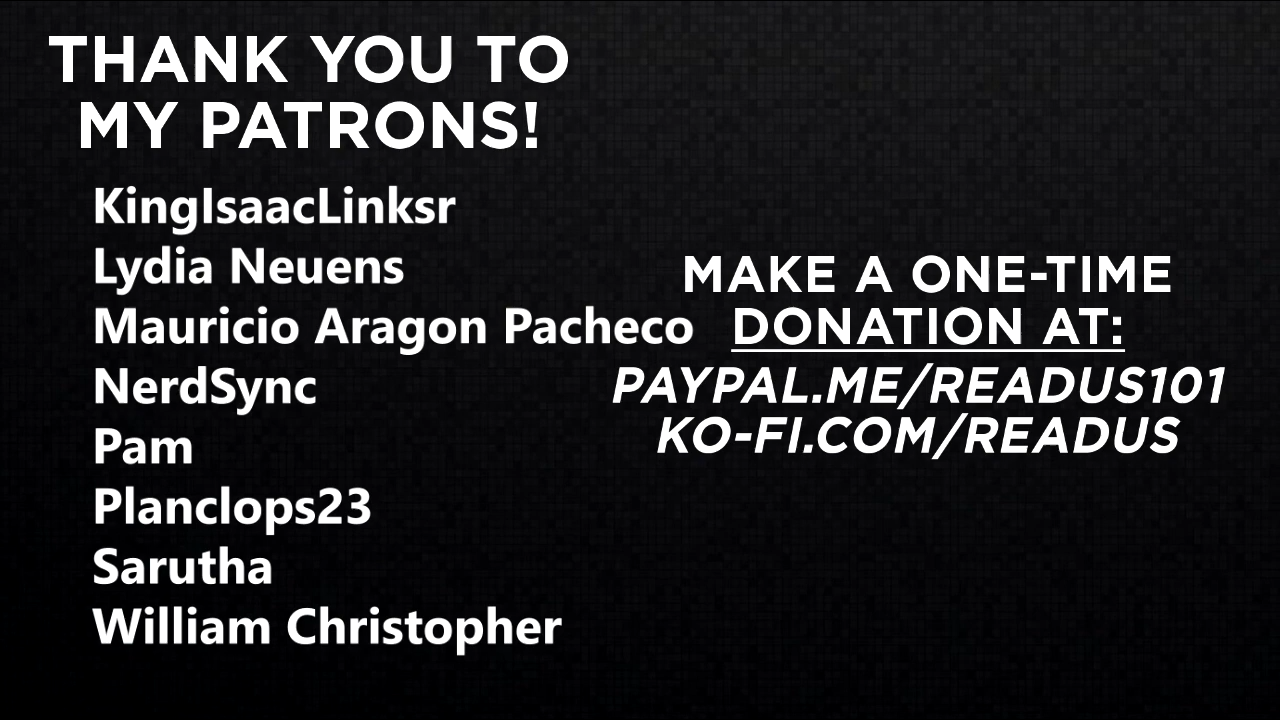 THANK YOU TO
MY PATRONS!
KingIsaacLinksr
Lydia Neuens
Mauricio Aragon Pacheco
NerdSync
Pam
Planclops23
Sarutha
William Christopher
MAKE A ONE-TIME
DONATION AT:
PAYPAL.ME/READUS101
KO-FI.COM/READUS